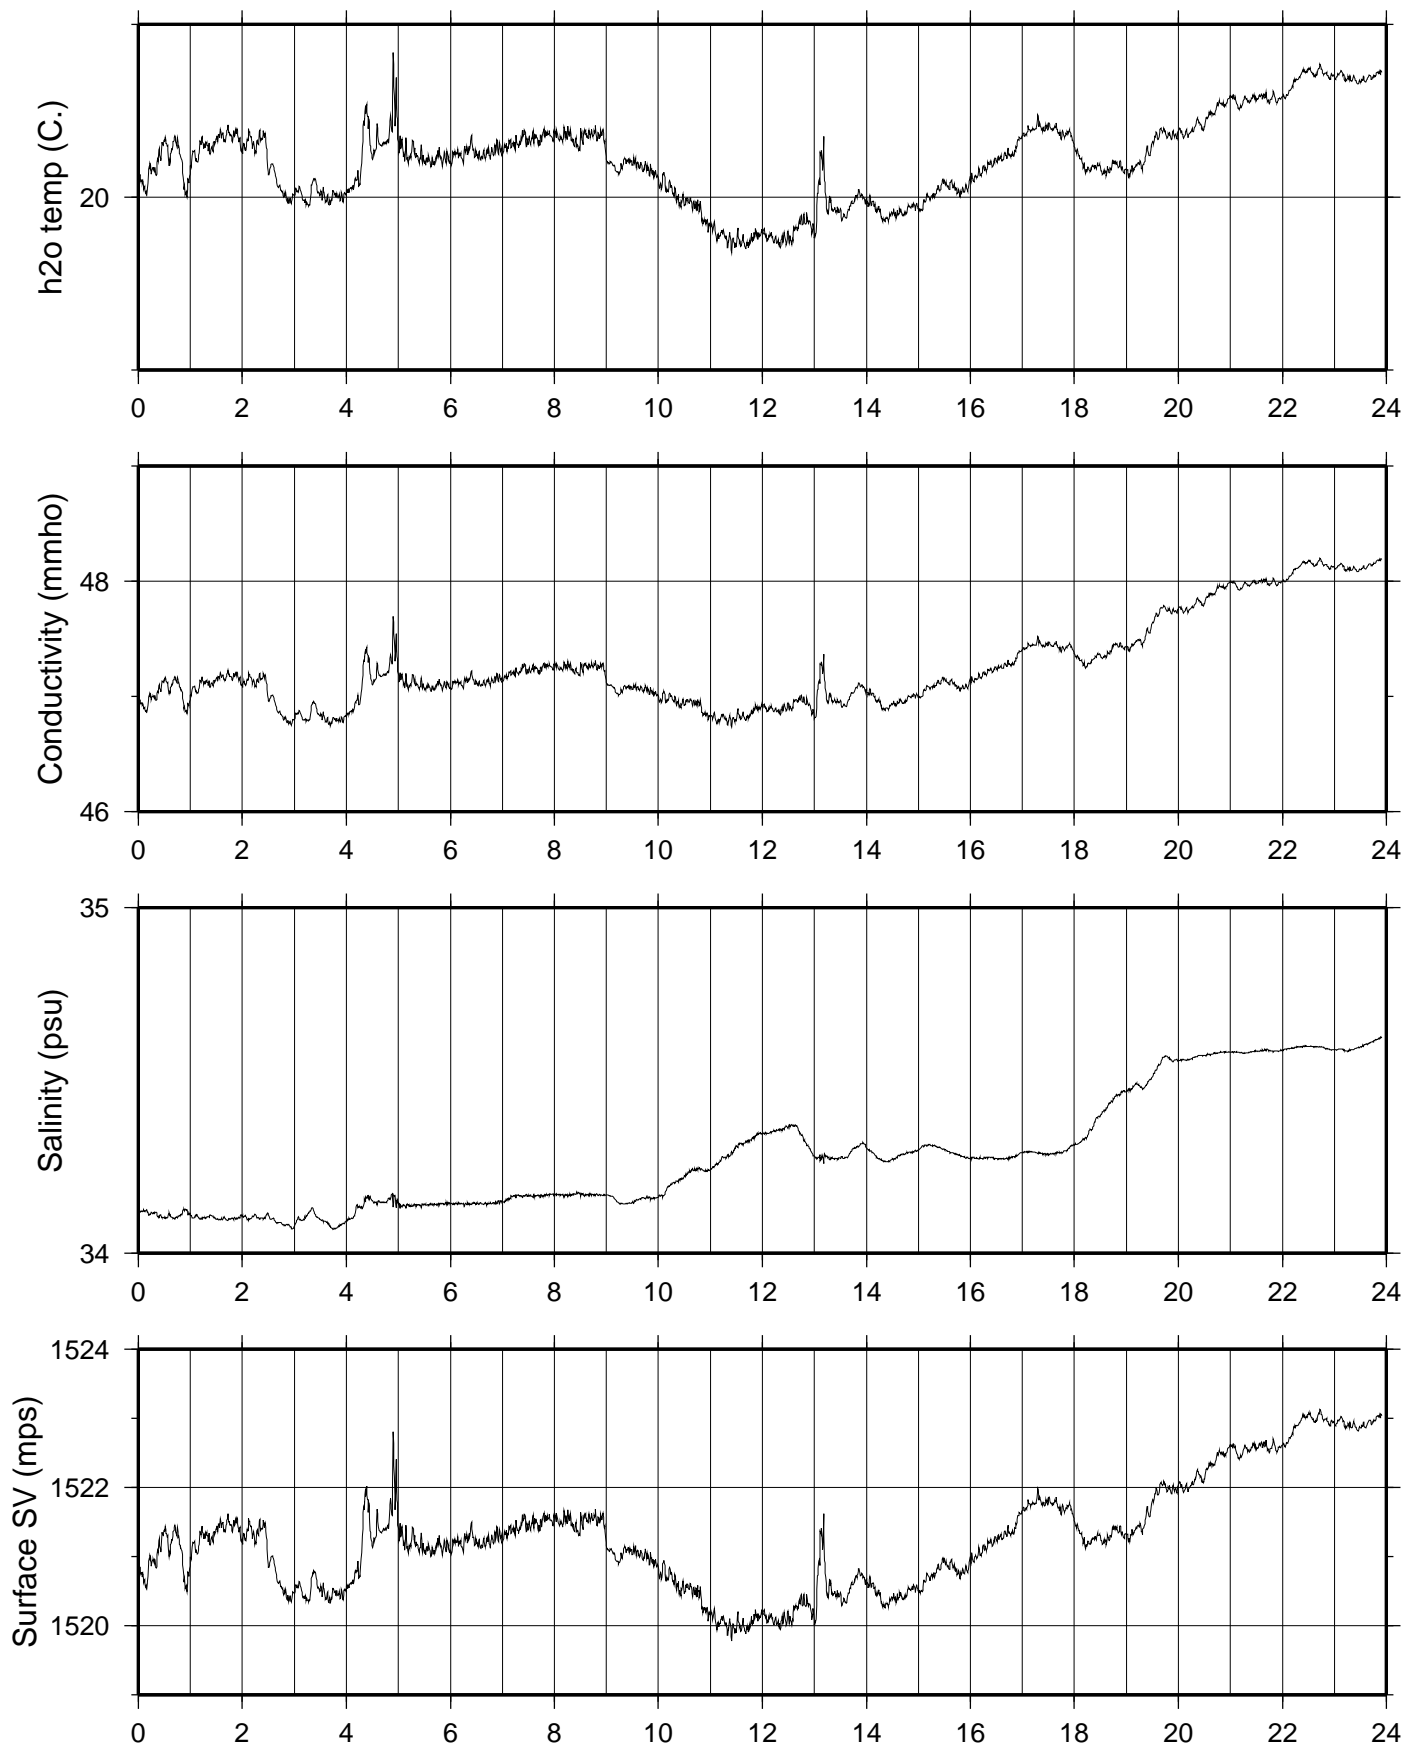 h2o temp (C.)
20
0 2 4 6 8 10 12 14 16 18 20 22 24
Conductivity (mmho)
48
46
0 2 4 6 8 10 12 14 16 18 20 22 24
Salinity (psu)
35
34
0 2 4 6 8 10 12 14 16 18 20 22 24
Surface SV (mps)
1524
1522
1520
0 2 4 6 8 10 12 14 16 18 20 22 24